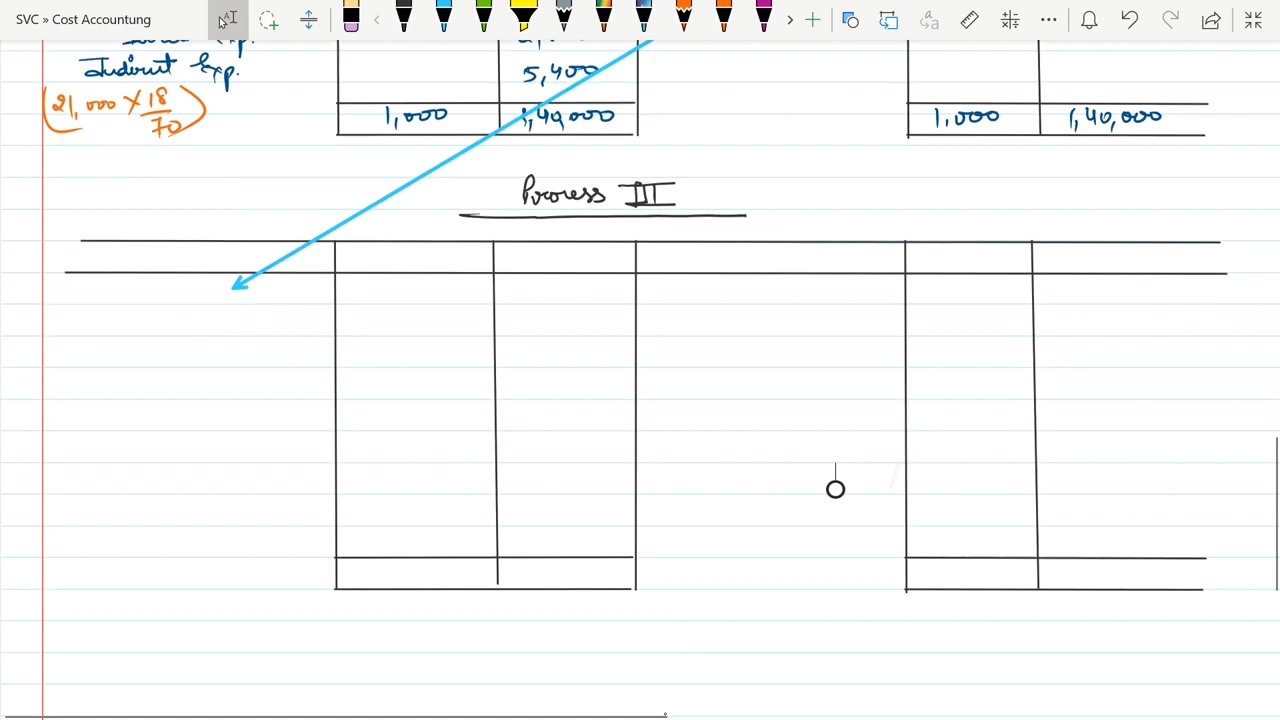 SVC » Cost Accountung
Indirect Exp.
5,400
(21,000 × 18/70)
1,000 1,40,000 1,000 1,40,000
Process III